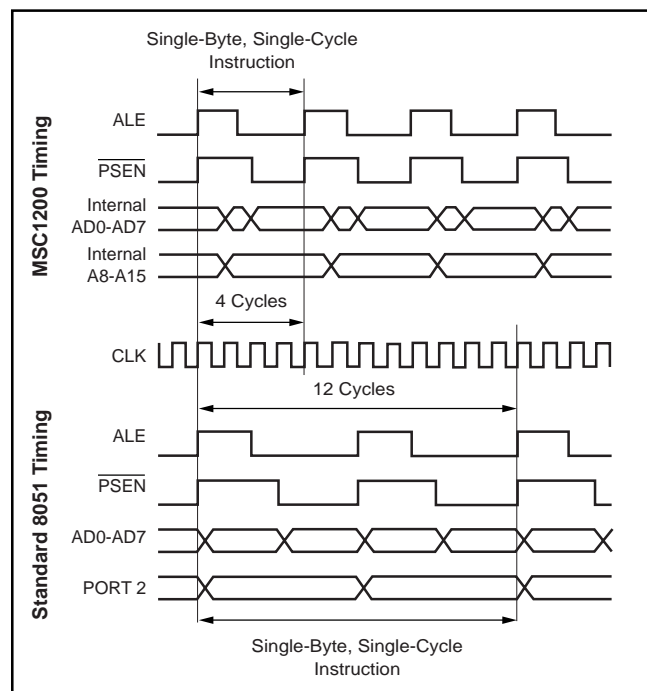 Single-Byte, Single-Cycle
Instruction
MSC1200 Timing
ALE
PSEN
Internal
AD0-AD7
Internal
A8-A15
4 Cycles
CLK
12 Cycles
Standard 8051 Timing
ALE
PSEN
AD0-AD7
PORT 2
Single-Byte, Single-Cycle
Instruction